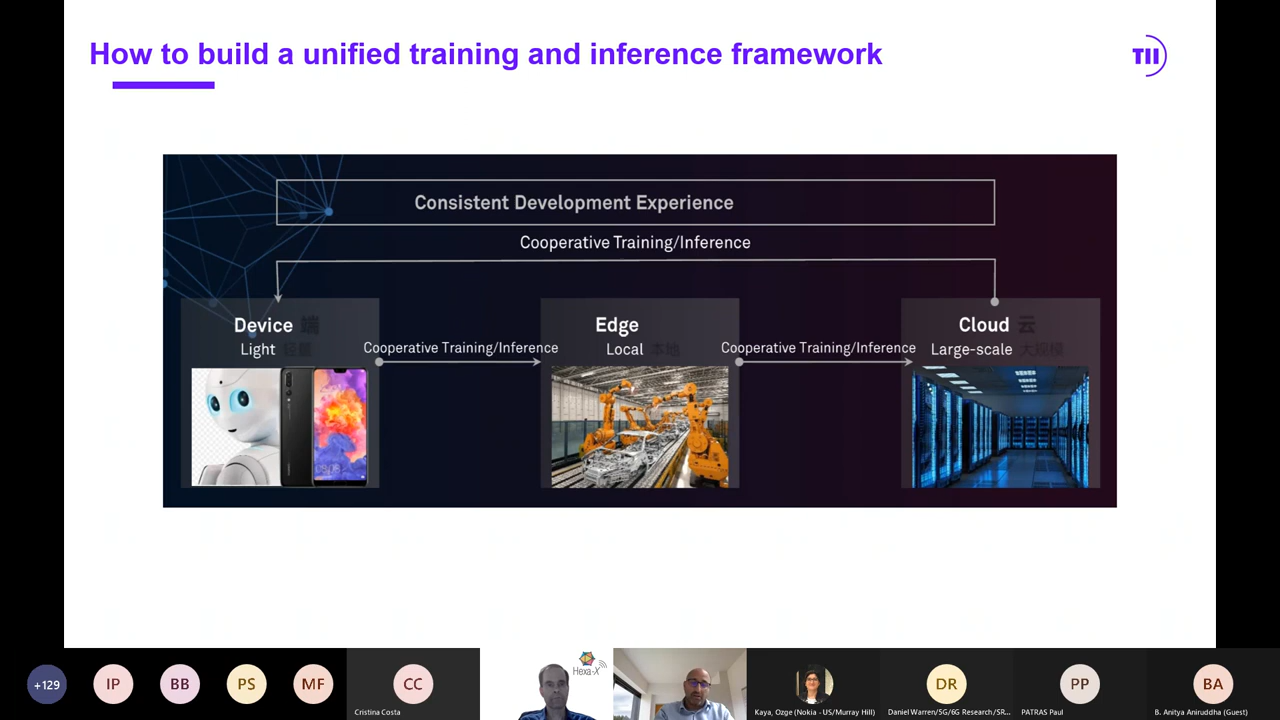 How to build a unified training and inference framework
TII
Consistent Development Experience
Cooperative Training/Inference
Device 端
Light 轻量
Cooperative Training/Inference
Edge
Local 本地
Cooperative Training/Inference
Cloud 云
Large-scale 大规模
+129
IP
BB
PS
MF
CC
Cristina Costa
Hexa-X
Kaya, Ozge (Nokia - US/Murray Hill)
DR
Daniel Warren/5G/6G Research/SR...
PP
PATRAS Paul
BA
B. Anitya Aniruddha (Guest)